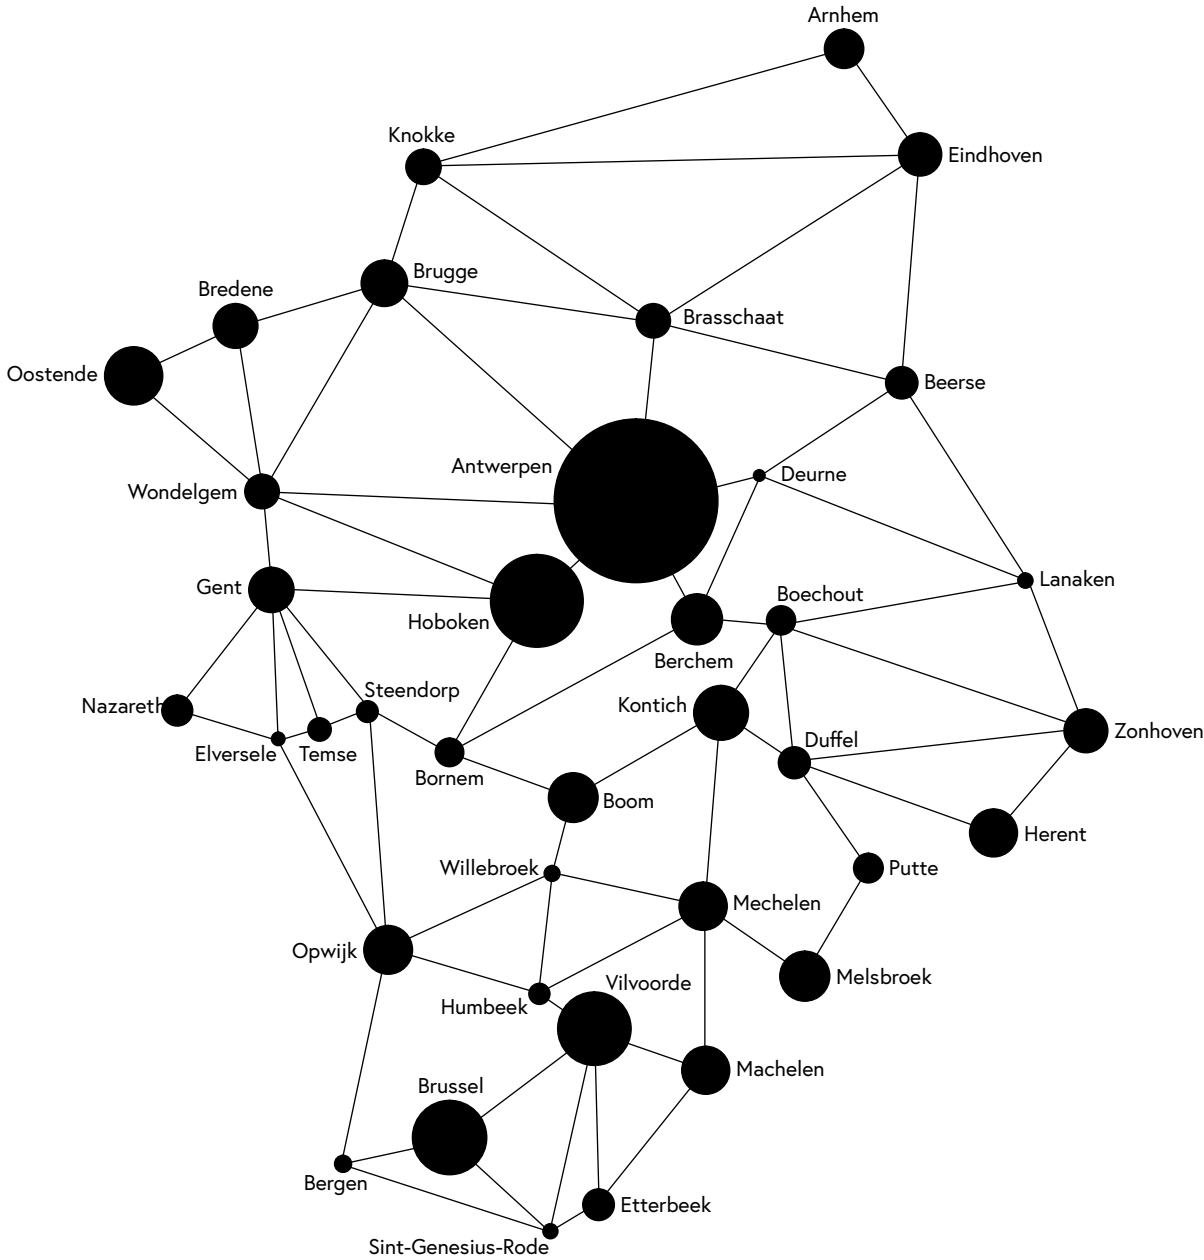 Arnhem
Knokke
Eindhoven
Brugge
Bredene
Brasschaat
Oostende
Beerse
Antwerpen
Deurne
Wondelgem
Lanaken
Gent
Boechout
Hoboken
Berchem
Steendorp
Nazareth
Kontich
Zonhoven
Duffel
Elversele
Temse
Bornem
Boom
Herent
Willebroek
Putte
Mechelen
Opwijk
Melsbroek
Vilvoorde
Humbeek
Machelen
Brussel
Bergen
Etterbeek
Sint-Genesius-Rode